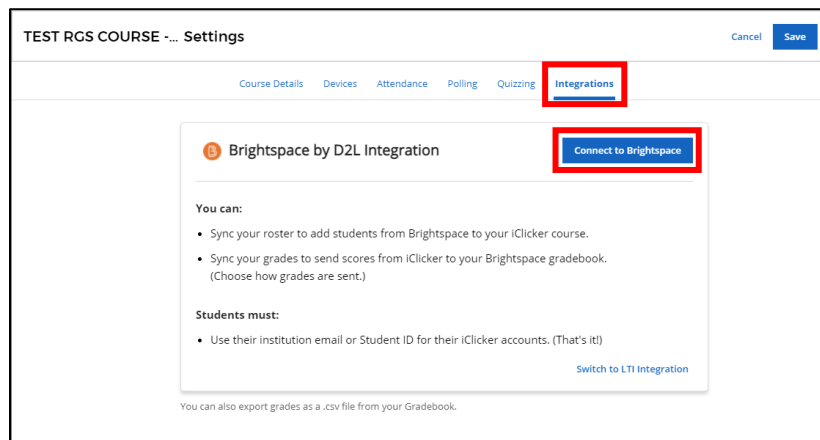 TEST RGS COURSE -... Settings
Cancel
Save
Course Details
Devices
Attendance
Polling
Quizzing
Integrations
Brightspace by D2L Integration
Connect to Brightspace
You can:
• Sync your roster to add students from Brightspace to your iClicker course.
• Sync your grades to send scores from iClicker to your Brightspace gradebook.
(Choose how grades are sent.)
Students must:
• Use their institution email or Student ID for their iClicker accounts. (That's it!)
Switch to LTI Integration
You can also export grades as a .csv file from your Gradebook.